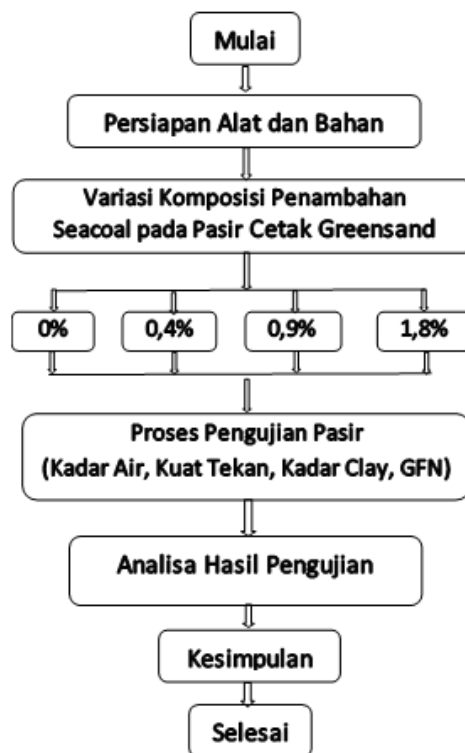 Mulai
Persiapan Alat dan Bahan
Variasi Komposisi Penambahan
Seacoal pada Pasir Cetak Greensand
0%
0,4%
0,9%
1,8%
Proses Pengujian Pasir
(Kadar Air, Kuat Tekan, Kadar Clay, GFN)
Analisa Hasil Pengujian
Kesimpulan
Selesai